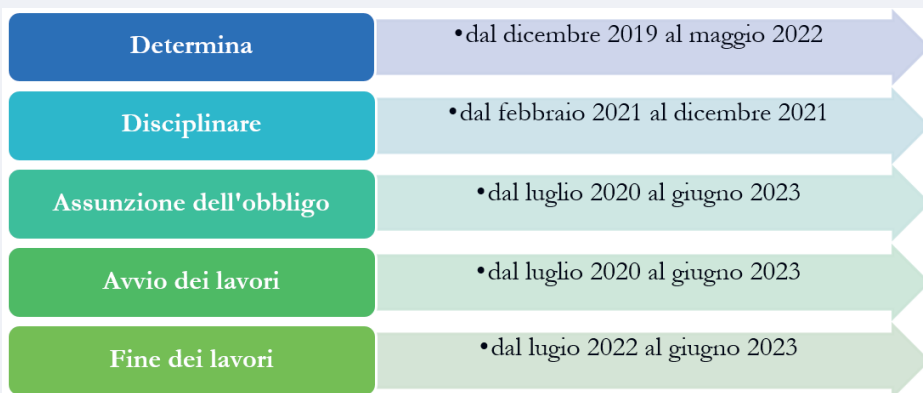 Determina
•dal dicembre 2019 al maggio 2022
Disciplinare
•dal febbraio 2021 al dicembre 2021
Assunzione dell'obbligo
•dal luglio 2020 al giugno 2023
Avvio dei lavori
•dal luglio 2020 al giugno 2023
Fine dei lavori
•dal lugio 2022 al giugno 2023